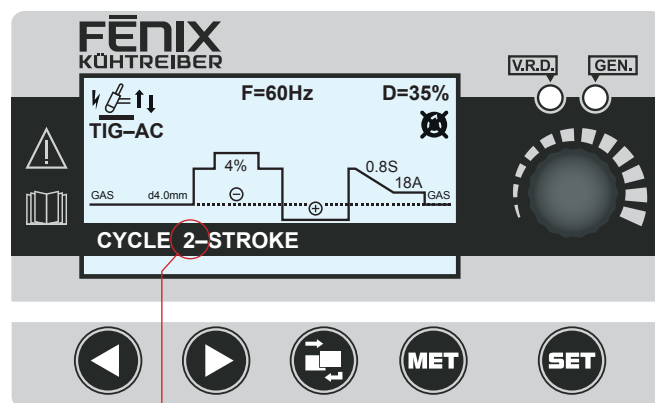 FĒNIX
KÜHTREIBER
V.R.D. GEN.
F=60Hz D=35%
TIG–AC
4% 0.8S
18A
GAS d4.0mm GAS
CYCLE 2–STROKE
MET SET